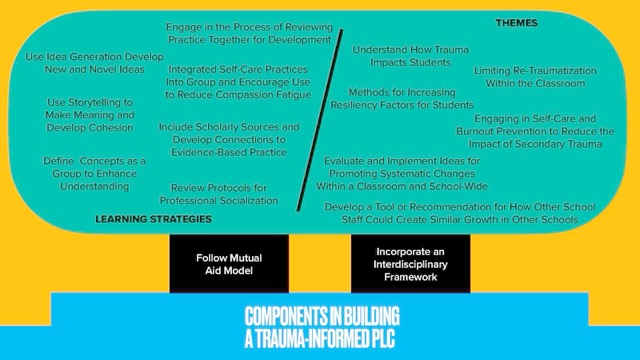 Engage in the Process of Reviewing
Practice Together for Development
Use Idea Generation Develop
New and Novel Ideas
Integrated Self-Care Practices
Into Group and Encourage Use
to Reduce Compassion Fatigue
Use Storytelling to
Make Meaning and
Develop Cohesion
Include Scholarly Sources and
Develop Connections to
Evidence-Based Practice
Define Concepts as a
Group to Enhance
Understanding
Review Protocols for
Professional Socialization
LEARNING STRATEGIES
THEMES
Understand How Trauma
Impacts Students
Limiting Re-Traumatization
Within the Classroom
Methods for Increasing
Resiliency Factors for Students
Engaging in Self-Care and
Burnout Prevention to Reduce the
Impact of Secondary Trauma
Evaluate and Implement Ideas for
Promoting Systematic Changes
Within a Classroom and School-Wide
Develop a Tool or Recommendation for How Other School
Staff Could Create Similar Growth in Other Schools
Follow Mutual
Aid Model
Incorporate an
Interdisciplinary
Framework
COMPONENTS IN BUILDING
A TRAUMA-INFORMED PLC